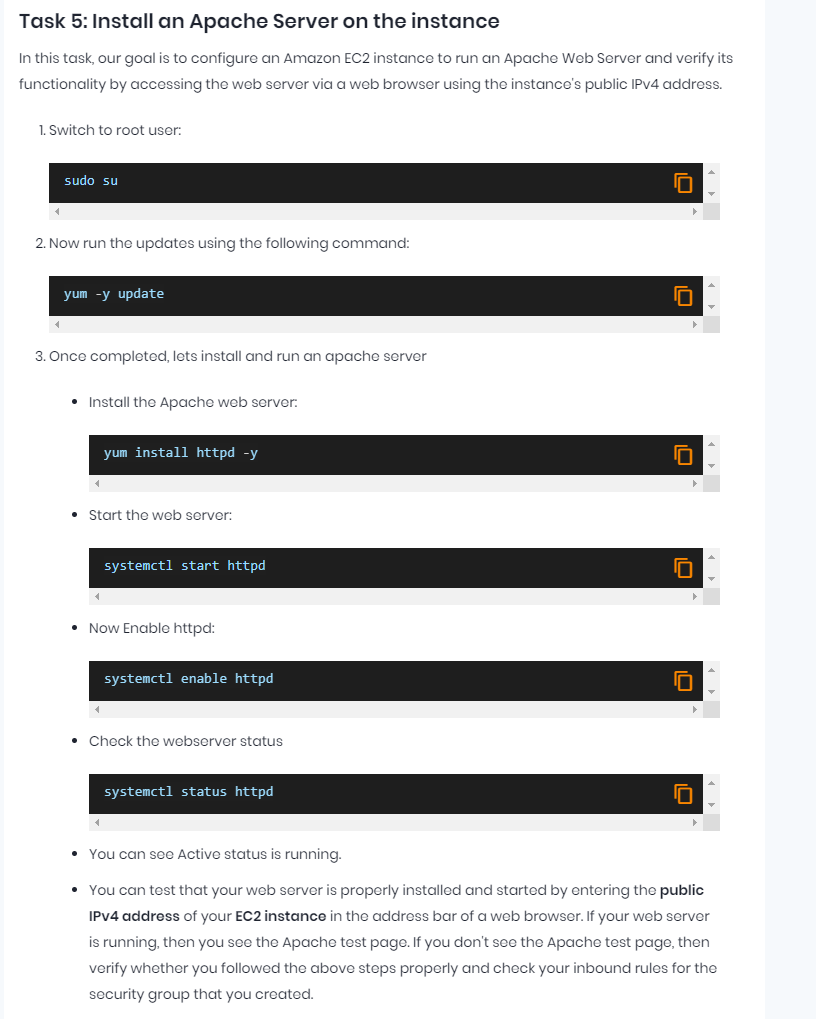 Task 5: Install an Apache Server on the instance
In this task, our goal is to configure an Amazon EC2 instance to run an Apache Web Server and verify its
functionality by accessing the web server via a web browser using the instance's public IPv4 address.
1. Switch to root user:
sudo su
2. Now run the updates using the following command:
yum -y update
3. Once completed, lets install and run an apache server
• Install the Apache web server:
yum install httpd -y
• Start the web server:
systemctl start httpd
• Now Enable httpd:
systemctl enable httpd
• Check the webserver status
systemctl status httpd
• You can see Active status is running.
• You can test that your web server is properly installed and started by entering the public
IPv4 address of your EC2 instance in the address bar of a web browser. If your web server
is running, then you see the Apache test page. If you don't see the Apache test page, then
verify whether you followed the above steps properly and check your inbound rules for the
security group that you created.